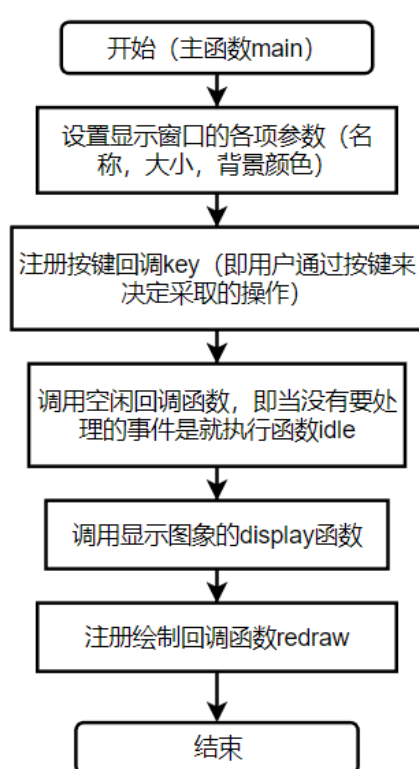 开始（主函数main）
设置显示窗口的各项参数（名
称，大小，背景颜色）
注册按键回调key（即用户通过按键来
决定采取的操作）
调用空闲回调函数，即当没有要处
理的事件是就执行函数idle
调用显示图象的display函数
注册绘制回调函数redraw
结束